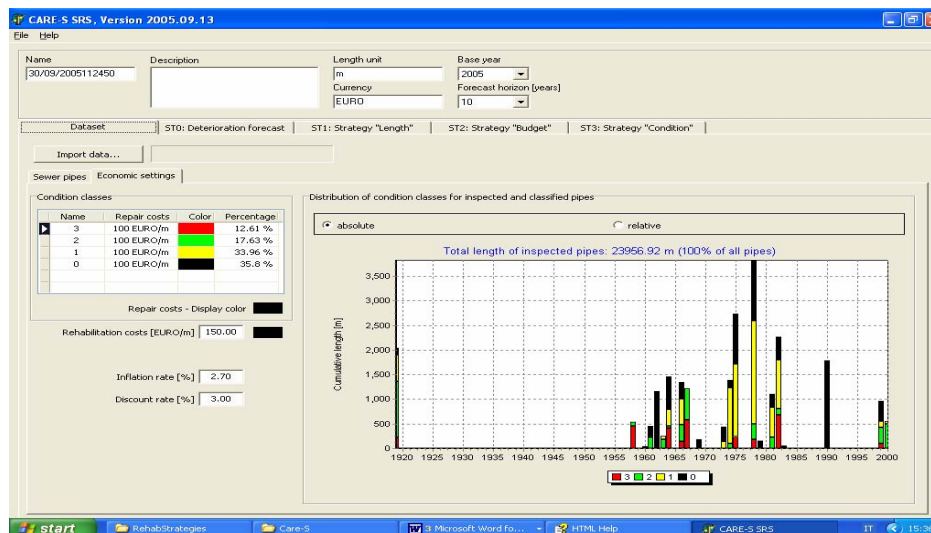 CARE-S SRS, Version 2005.09.13
File Help
Name Description Length unit Base year
30/09/2005112450 m 2005
Currency Forecast horizon [years]
EURO 10
Dataset ST0: Deterioration forecast ST1: Strategy "Length" ST2: Strategy "Budget" ST3: Strategy "Condition"
Import data...
Sewer pipes Economic settings
Condition classes Distribution of condition classes for inspected and classified pipes
Name Repair costs Color Percentage
absolute relative
3 100 EURO/m 12.61 %
2 100 EURO/m 17.63 %
1 100 EURO/m 33.96 %
0 100 EURO/m 35.8 %
Total length of inspected pipes: 23956.92 m (100% of all pipes)
Repair costs - Display color
Rehabilitation costs [EURO/m] 150.00
Inflation rate [%] 2.70
Discount rate [%] 3.00
Cumulative length [m]
3,500
3,000
2,500
2,000
1,500
1,000
500
0
1920 1925 1930 1935 1940 1945 1950 1955 1960 1965 1970 1975 1980 1985 1990 1995 2000
3 2 1 0
start RehabStrategies Care-S 3 Microsoft Word fo... HTML Help CARE-S SRS IT 15:36